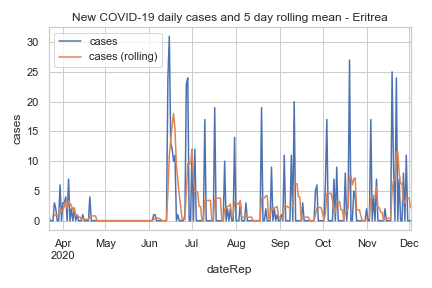 New COVID-19 daily cases and 5 day rolling mean - Eritrea
cases
cases (rolling)
30
25
20
15
10
5
0
cases
Apr May Jun Jul Aug Sep Oct Nov Dec
2020
dateRep